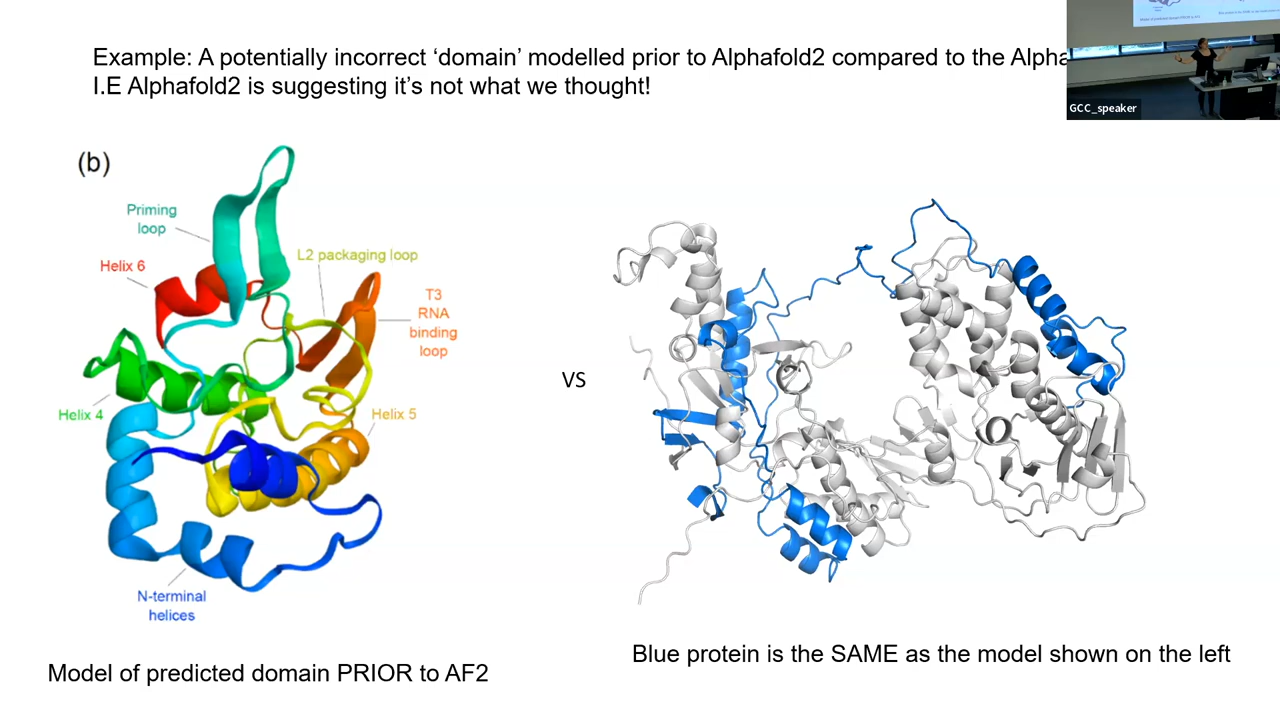 Example: A potentially incorrect ‘domain’ modelled prior to Alphafold2 compared to the Alpha
I.E Alphafold2 is suggesting it’s not what we thought!
GCC_speaker
(b)
Priming
loop
Helix 6
L2 packaging loop
T3
RNA
binding
loop
Helix 4
Helix 5
N-terminal
helices
VS
Model of predicted domain PRIOR to AF2
Blue protein is the SAME as the model shown on the left